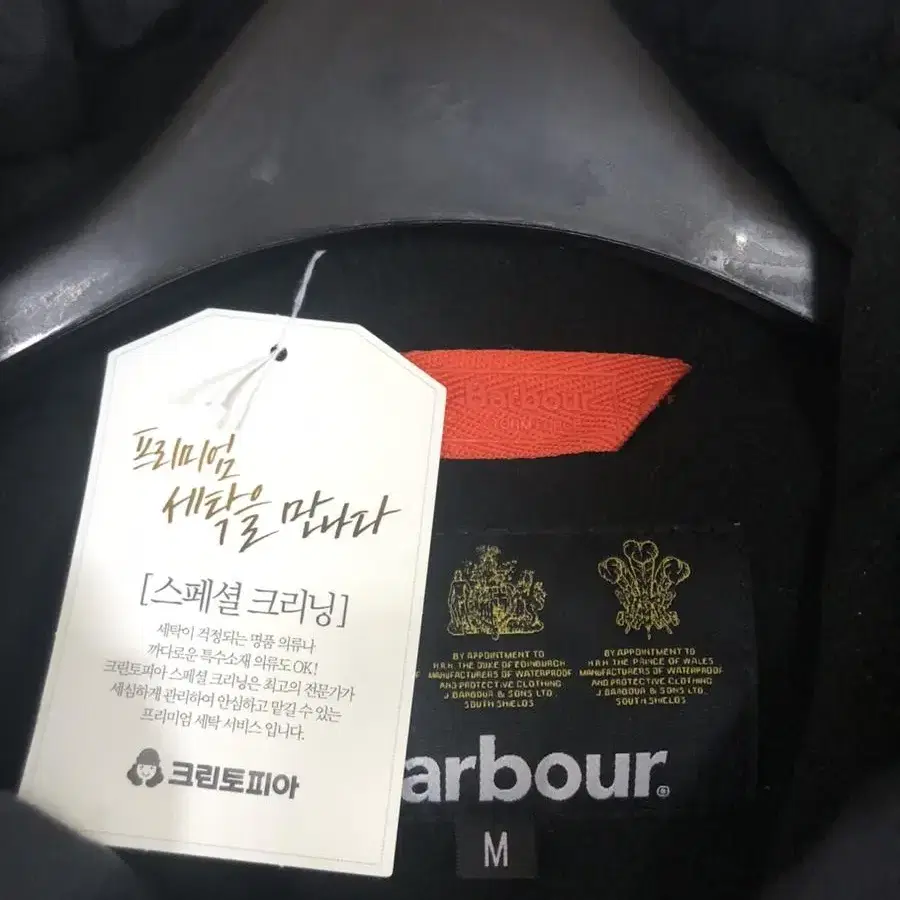 프리미엄
세탁을 만나다
[스페셜 크리닝]
세탁이 걱정되는 명품 의류나
까다로운 특수소재 의류도 OK!
크린토피아 스페셜 크리닝은 최고의 전문가가
세심하게 관리하여 안심하고 맡길 수 있는
프리미엄 세탁 서비스 입니다.
크린토피아
Barbour
BY APPOINTMENT TO
H.R.H. THE DUKE OF EDINBURGH
MANUFACTURERS OF WATERPROOF
AND PROTECTIVE CLOTHING
J. BARBOUR & SONS LTD.
SOUTH SHIELDS
BY APPOINTMENT TO
H.R.H. THE PRINCE OF WALES
MANUFACTURERS OF WATERPROOF
AND PROTECTIVE CLOTHING
J. BARBOUR & SONS LTD.
SOUTH SHIELDS
arbour®
M